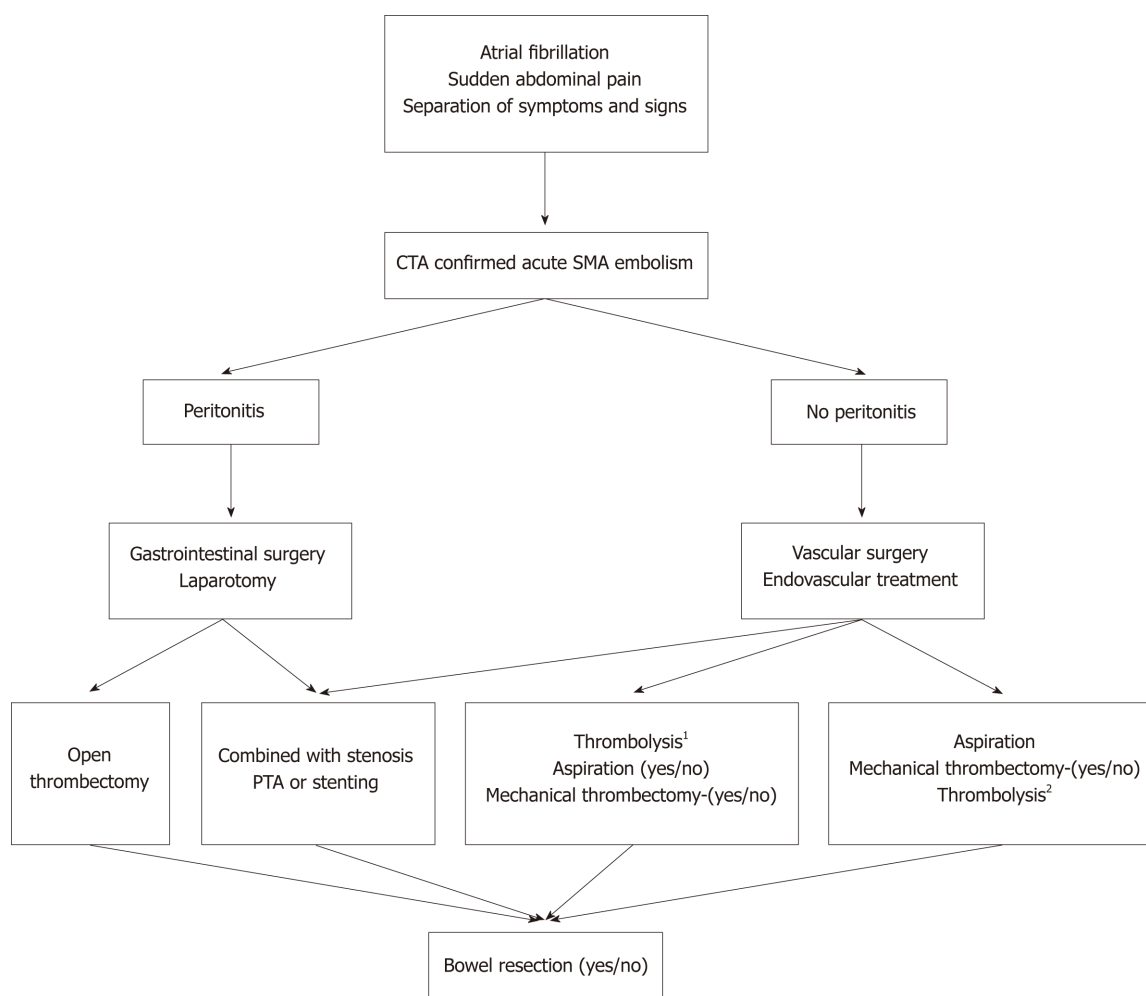 Atrial fibrillation
Sudden abdominal pain
Separation of symptoms and signs
CTA confirmed acute SMA embolism
Peritonitis
No peritonitis
Gastrointestinal surgery
Laparotomy
Vascular surgery
Endovascular treatment
Open
thrombectomy
Combined with stenosis
PTA or stenting
Thrombolysis¹
Aspiration (yes/no)
Mechanical thrombectomy-(yes/no)
Aspiration
Mechanical thrombectomy-(yes/no)
Thrombolysis²
Bowel resection (yes/no)